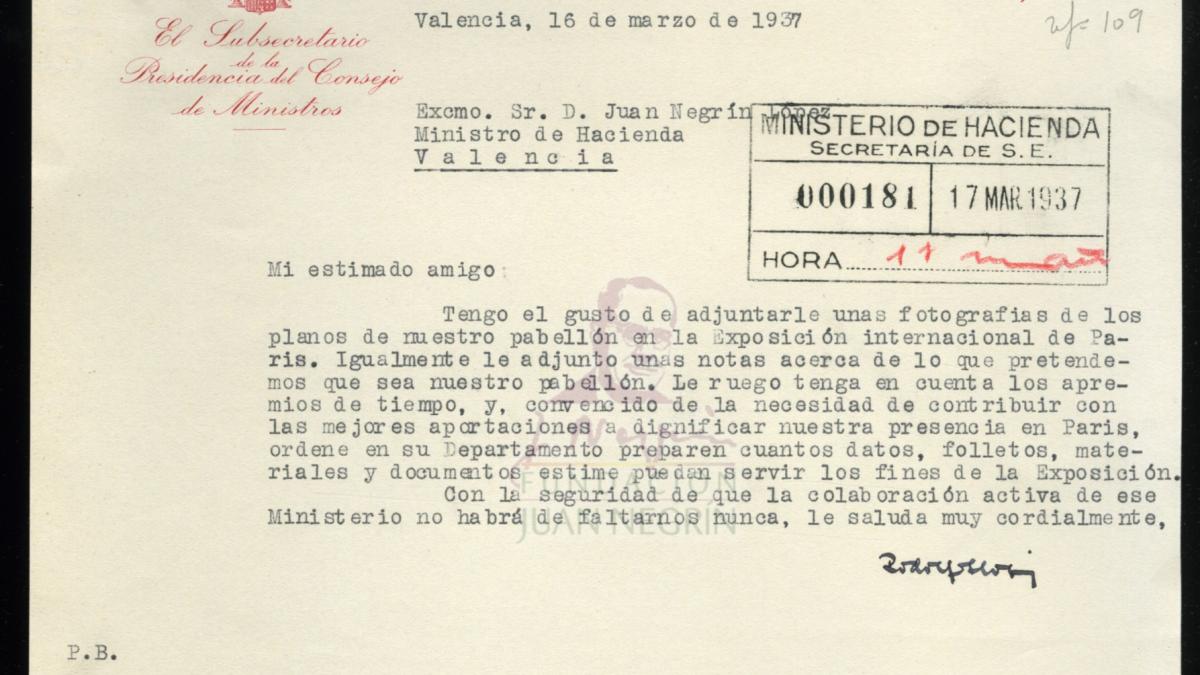 Valencia, 16 de marzo de 1937
109
El Subsecretario
de la
Presidencia del Consejo
de Ministros
Excmo. Sr. D. Juan Negrín López
Ministro de Hacienda
Valencia
MINISTERIO DE HACIENDA
SECRETARÍA DE S. E.
000181
17 MAR. 1937
HORA
Mi estimado amigo:
Tengo el gusto de adjuntarle unas fotografias de los
planos de nuestro pabellón en la Exposición internacional de Pa-
ris. Igualmente le adjunto unas notas acerca de lo que pretende-
mos que sea nuestro pabellón. Le ruego tenga en cuenta los apre-
mios de tiempo, y, convencido de la necesidad de contribuir con
las mejores aportaciones a dignificar nuestra presencia en Paris,
ordene en su Departamento preparen cuantos datos, folletos, mate-
riales y documentos estime puedan servir los fines de la Exposición.
Con la seguridad de que la colaboración activa de ese
Ministerio no habrá de faltarnos nunca, le saluda muy cordialmente,
FUNDACIÓN
JUAN NEGRÍN
P.B.